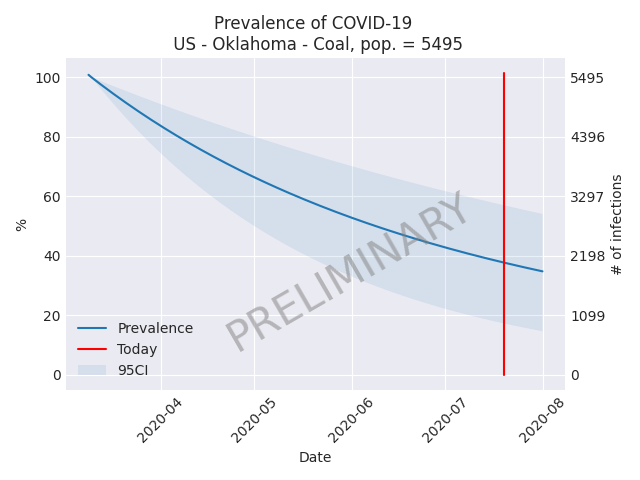 Prevalence of COVID-19
US - Oklahoma - Coal, pop. = 5495
100
80
60
40
20
0
%
5495
4396
3297
2198
1099
0
# of infections
PRELIMINARY
Prevalence
Today
95CI
2020-04
2020-05
2020-06
2020-07
2020-08
Date